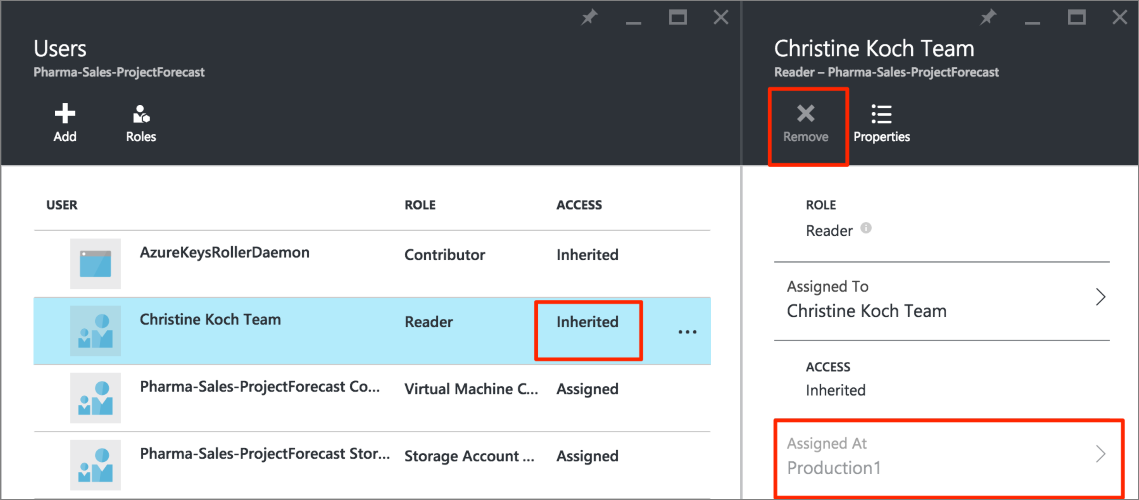 Users
Pharma-Sales-ProjectForecast
Add
Roles
USER
ROLE
ACCESS
AzureKeysRollerDaemon
Contributor
Inherited
Christine Koch Team
Reader
Inherited
...
Pharma-Sales-ProjectForecast Co...
Virtual Machine C...
Assigned
Pharma-Sales-ProjectForecast Stor...
Storage Account ...
Assigned
Christine Koch Team
Reader – Pharma-Sales-ProjectForecast
Remove
Properties
ROLE
Reader
Assigned To
Christine Koch Team
ACCESS
Inherited
Assigned At
Production1